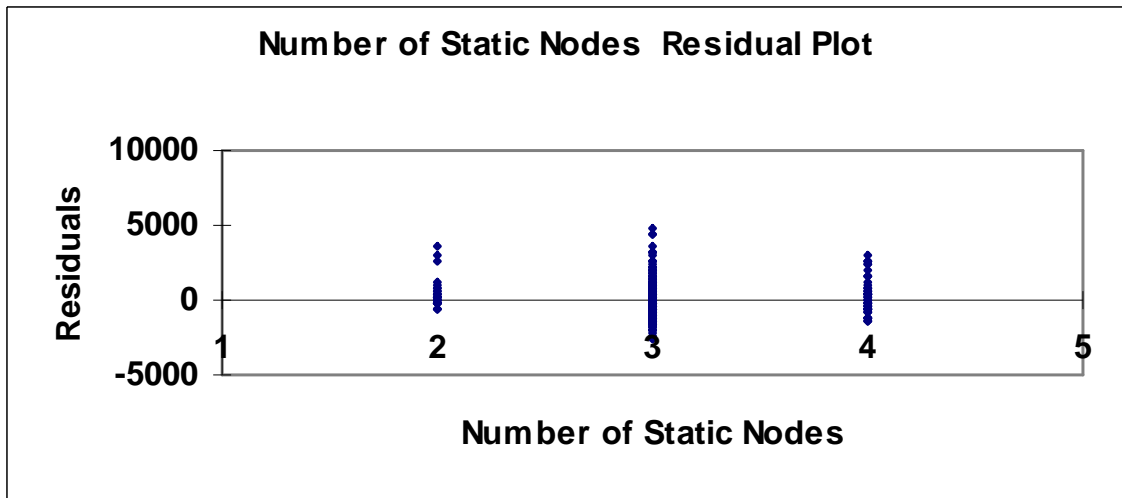 Number of Static Nodes Residual Plot
10000
5000
0
-5000
Residuals
1 2 3 4 5
Number of Static Nodes